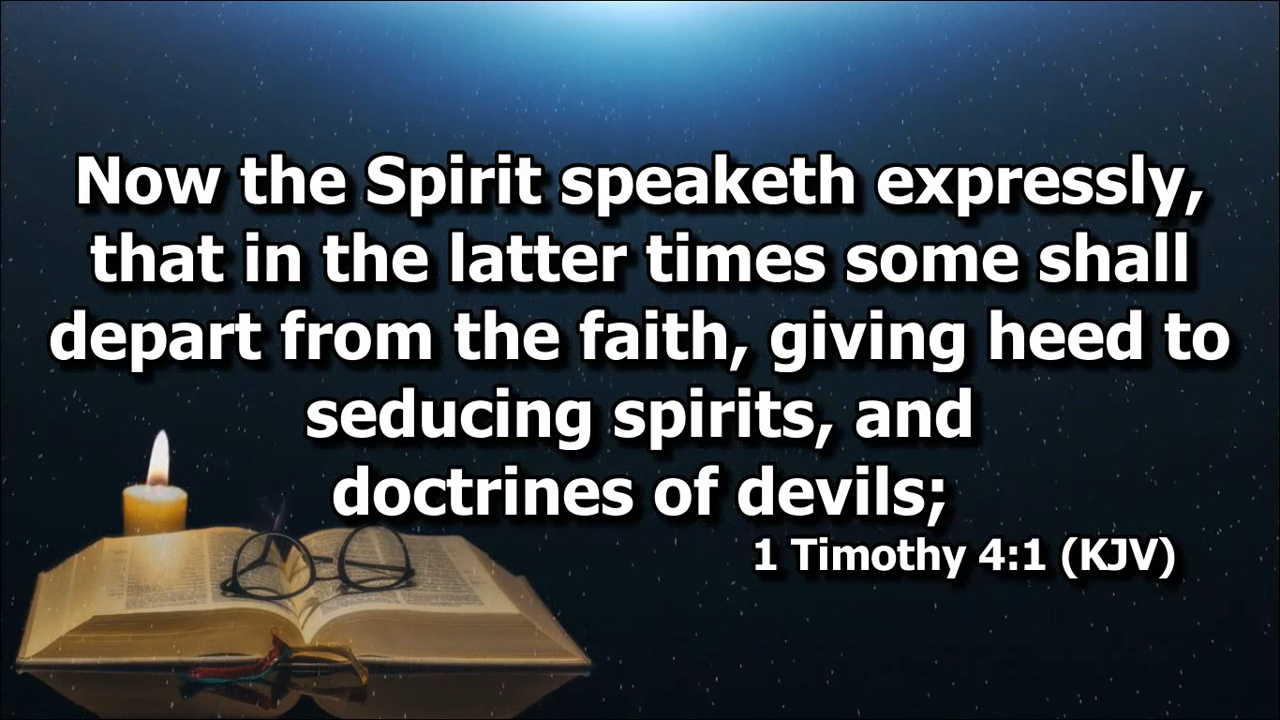 Now the Spirit speaketh expressly,
that in the latter times some shall
depart from the faith, giving heed to
seducing spirits, and
doctrines of devils;
1 Timothy 4:1 (KJV)